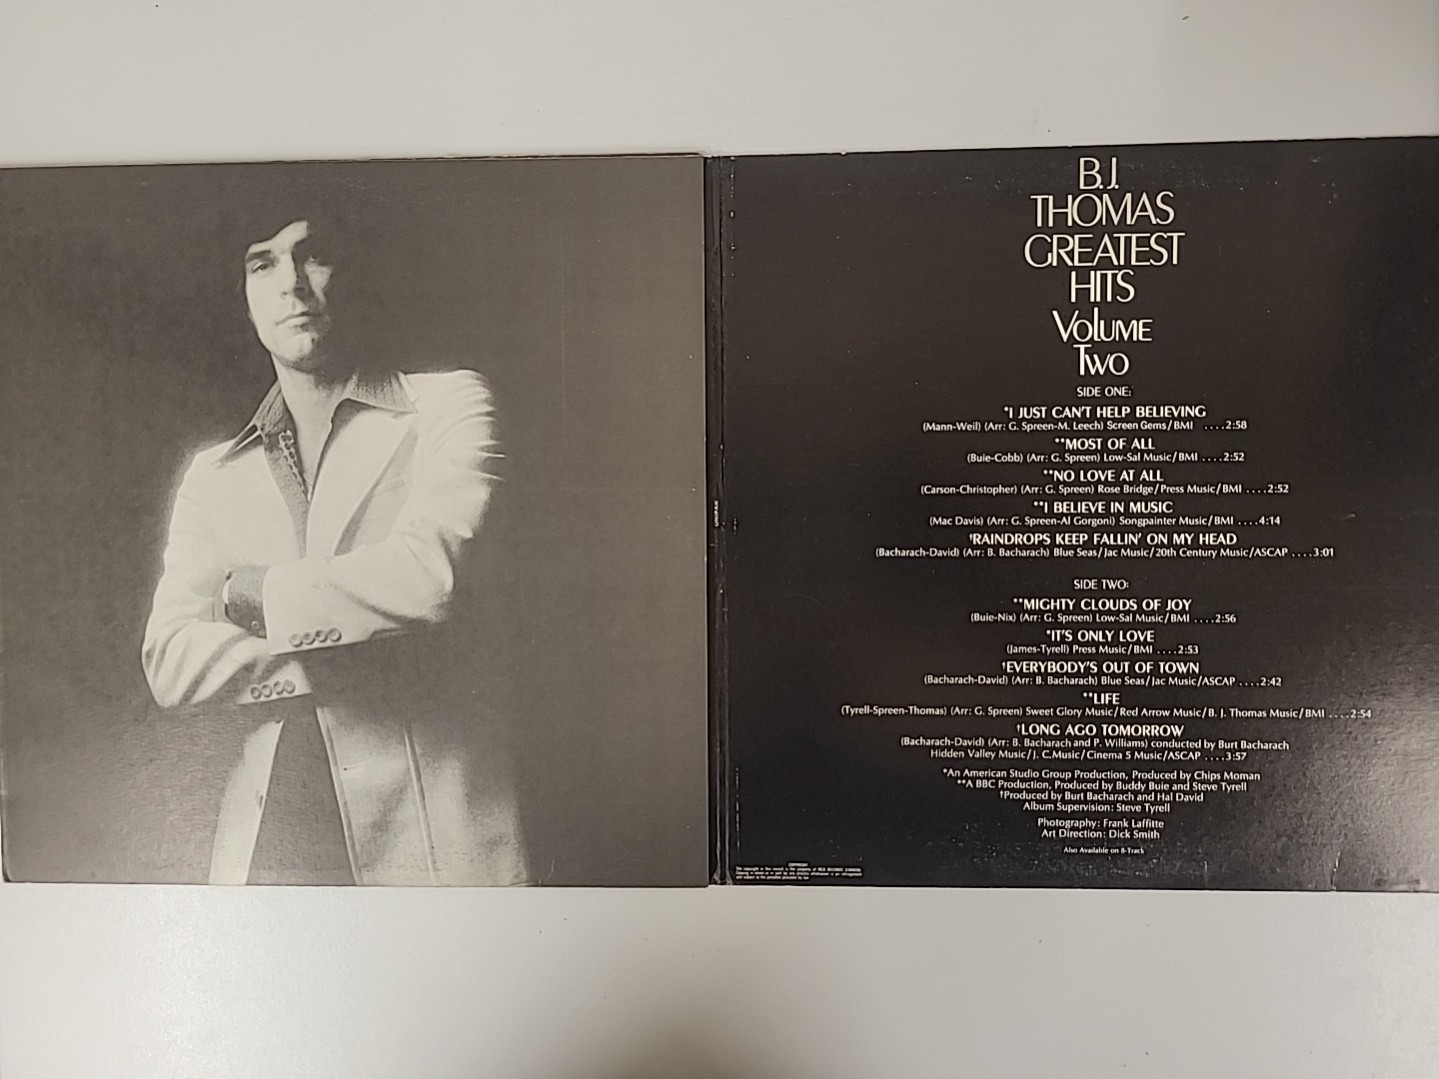 B.J.
THOMAS
GREATEST
HITS
VOLUME
TWO
SIDE ONE:
*I JUST CAN'T HELP BELIEVING
(Mann-Weil) (Arr: G. Spreen-M. Leech) Screen Gems/BMI ....2:58
**MOST OF ALL
(Buie-Cobb) (Arr: G. Spreen) Low-Sal Music/BMI ....2:52
**NO LOVE AT ALL
(Carson-Christopher) (Arr: G. Spreen) Rose Bridge/Press Music/BMI ....2:52
**I BELIEVE IN MUSIC
(Mac Davis) (Arr: G. Spreen-Al Gorgoni) Songpainter Music/BMI ....4:14
†RAINDROPS KEEP FALLIN' ON MY HEAD
(Bacharach-David) (Arr: B. Bacharach) Blue Seas/Jac Music/20th Century Music/ASCAP ....3:01
SIDE TWO:
**MIGHTY CLOUDS OF JOY
(Buie-Nix) (Arr: G. Spreen) Low-Sal Music/BMI ....2:56
*IT'S ONLY LOVE
(James-Tyrell) Press Music/BMI ....2:53
†EVERYBODY'S OUT OF TOWN
(Bacharach-David) (Arr: B. Bacharach) Blue Seas/Jac Music/ASCAP ....2:42
**LIFE
(Tyrell-Spreen-Thomas) (Arr: G. Spreen) Sweet Glory Music/Red Arrow Music/B. J. Thomas Music/BMI ....2:54
†LONG AGO TOMORROW
(Bacharach-David) (Arr: B. Bacharach and P. Williams) conducted by Burt Bacharach
Hidden Valley Music/J. C.Music/Cinema 5 Music/ASCAP ....3:57
*An American Studio Group Production, Produced by Chips Moman
**A BBC Production, Produced by Buddy Buie and Steve Tyrell
†Produced by Burt Bacharach and Hal David
Album Supervision: Steve Tyrell
Photography: Frank Laffitte
Art Direction: Dick Smith
Also Available on 8-Track
UNIPAK
COPYRIGHT